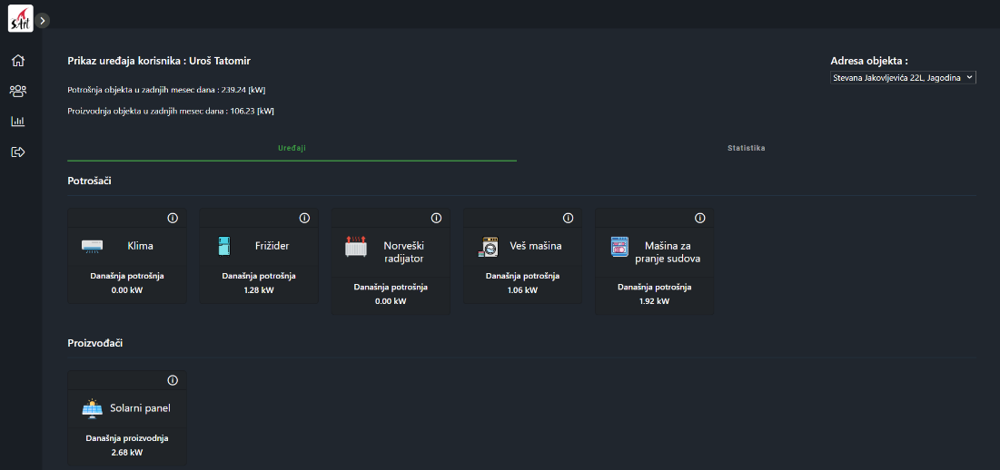 sArt
Prikaz uređaja korisnika : Uroš Tatomir
Adresa objekta :
Stevana Jakovljevića 22L, Jagodina
Potrošnja objekta u zadnjih mesec dana : 239.24 [kW]
Proizvodnja objekta u zadnjih mesec dana : 106.23 [kW]
Uređaji
Statistika
Potrošači
Klima
Današnja potrošnja
0.00 kW
Frižider
Današnja potrošnja
1.28 kW
Norveški
radijator
Današnja potrošnja
0.00 kW
Veš mašina
Današnja potrošnja
1.06 kW
Mašina za
pranje sudova
Današnja potrošnja
1.92 kW
Proizvođači
Solarni panel
Današnja proizvodnja
2.68 kW